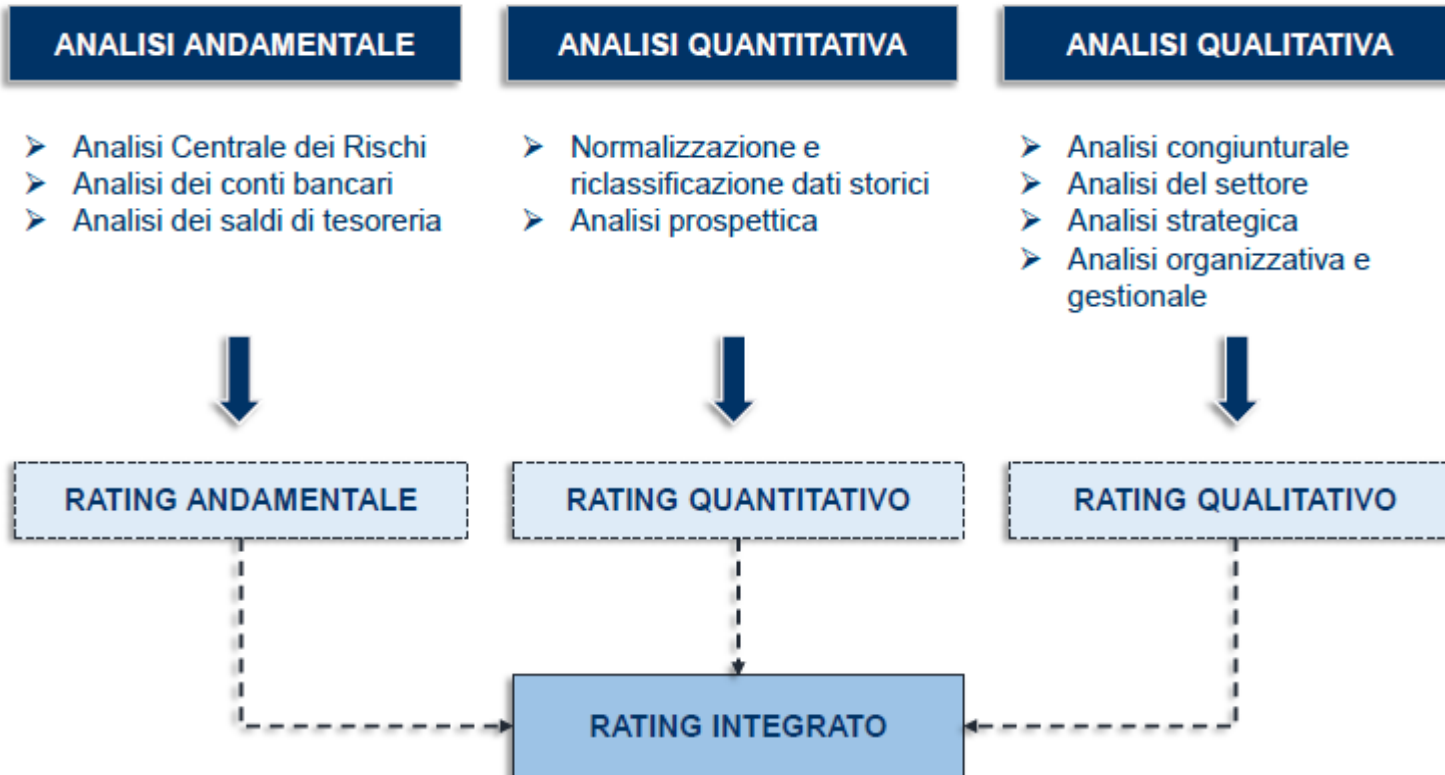 ANALISI ANDAMENTALE
➢ Analisi Centrale dei Rischi
➢ Analisi dei conti bancari
➢ Analisi dei saldi di tesoreria
RATING ANDAMENTALE
ANALISI QUANTITATIVA
➢ Normalizzazione e
riclassificazione dati storici
➢ Analisi prospettica
RATING QUANTITATIVO
ANALISI QUALITATIVA
➢ Analisi congiunturale
➢ Analisi del settore
➢ Analisi strategica
➢ Analisi organizzativa e
gestionale
RATING QUALITATIVO
RATING INTEGRATO